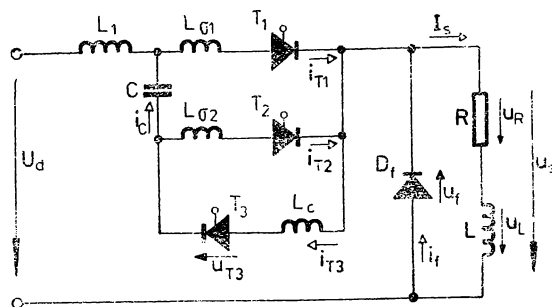 L₁
Lσ1
T₁
Iₛ
iT1
C
iC
Lσ2
T₂
R
uR
Ud
iT2
Df
uf
T₃
Lc
L
uL
uT3
iT3
if